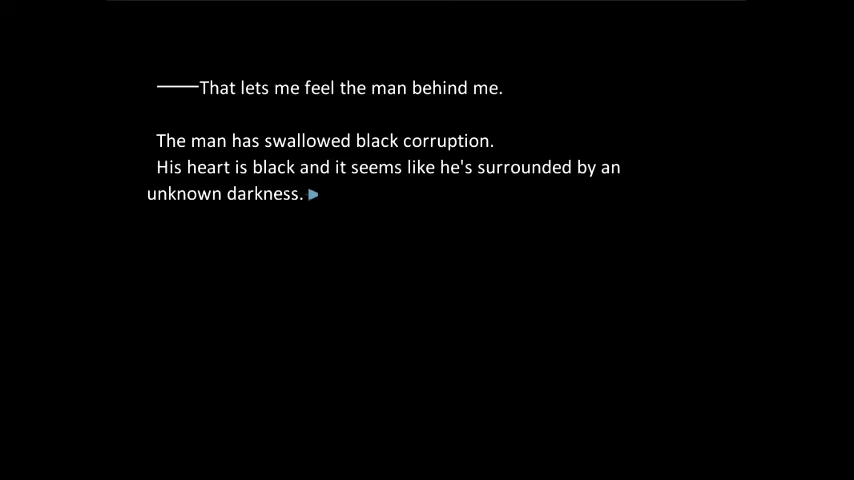 ——That lets me feel the man behind me.
The man has swallowed black corruption.
His heart is black and it seems like he's surrounded by an
unknown darkness.